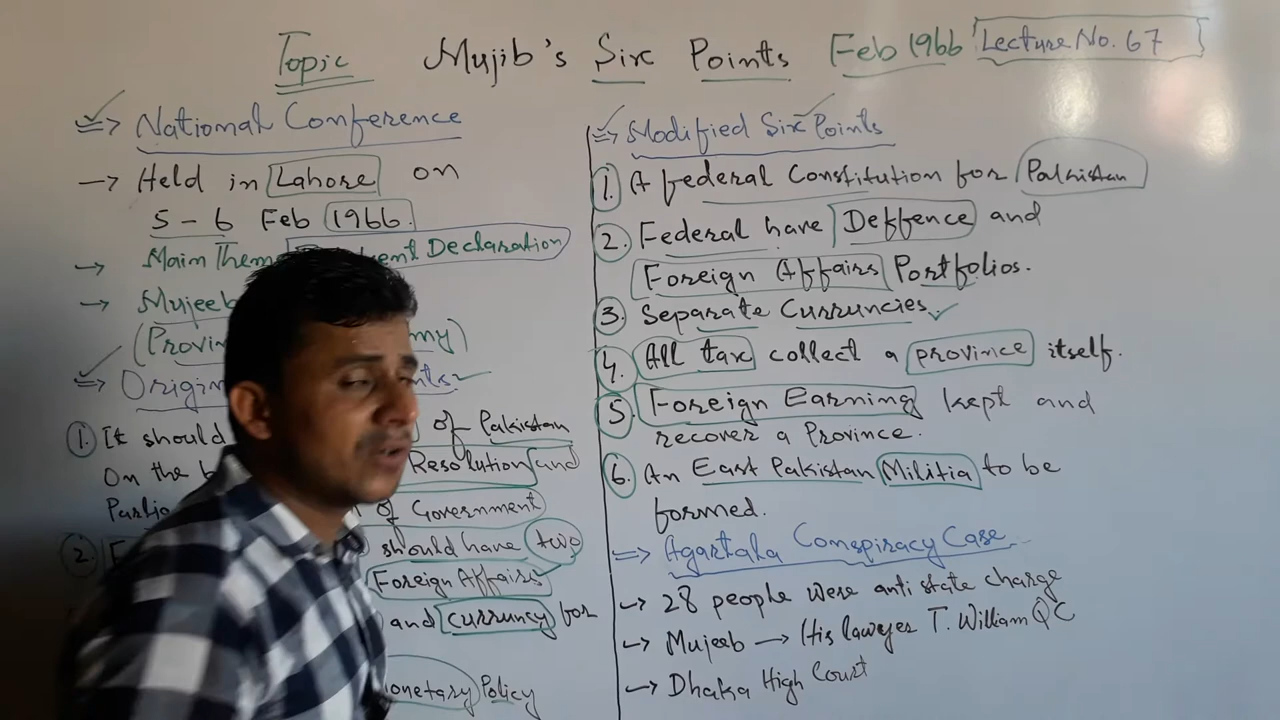 Topic Mujib's Six Points Feb 1966 Lecture No. 67
=> National Conference
→ Held in Lahore on
5 - 6 Feb 1966.
→ Main Theme Declaration
→ Mujeeb
(Provin my)
=> Origin nts
1. It should of Pakistan
On the b Resolution and
Parlia of Government
2. F should have two
Foreign Affairs
and curruncy for
onetary Policy
=> Modified Six Points
1. A federal Constitution for Pakistan
2. Federal have Deffence and
Foreign Affairs Portfolios.
3. Separate Curruncies
4. All tax collect a province itself.
5. Foreign Earning kept and
recover a Province.
6. An East Pakistan Militia to be
formed.
=> Agartala Conspiracy Case
→ 28 people were anti state charge
→ Mujeeb → His lawyer T. William QC
→ Dhaka High Court